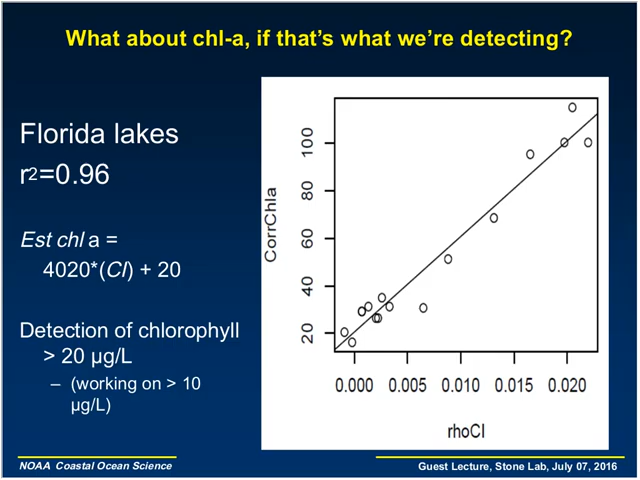 What about chl-a, if that's what we're detecting?
Florida lakes
r2=0.96
Est chl a =
4020*(CI) + 20
Detection of chlorophyll
> 20 µg/L
– (working on > 10
µg/L)
CorrChla
100
80
60
40
20
0.000 0.005 0.010 0.015 0.020
rhoCI
NOAA Coastal Ocean Science
Guest Lecture, Stone Lab, July 07, 2016